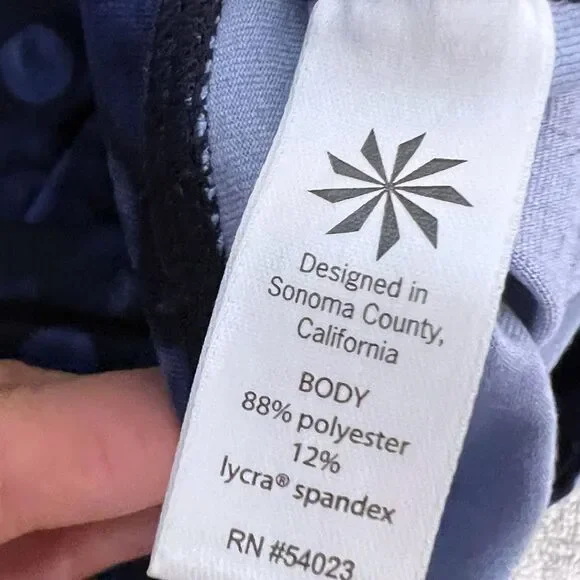 Designed in
Sonoma County,
California
BODY
88% polyester
12%
lycra® spandex
RN #54023